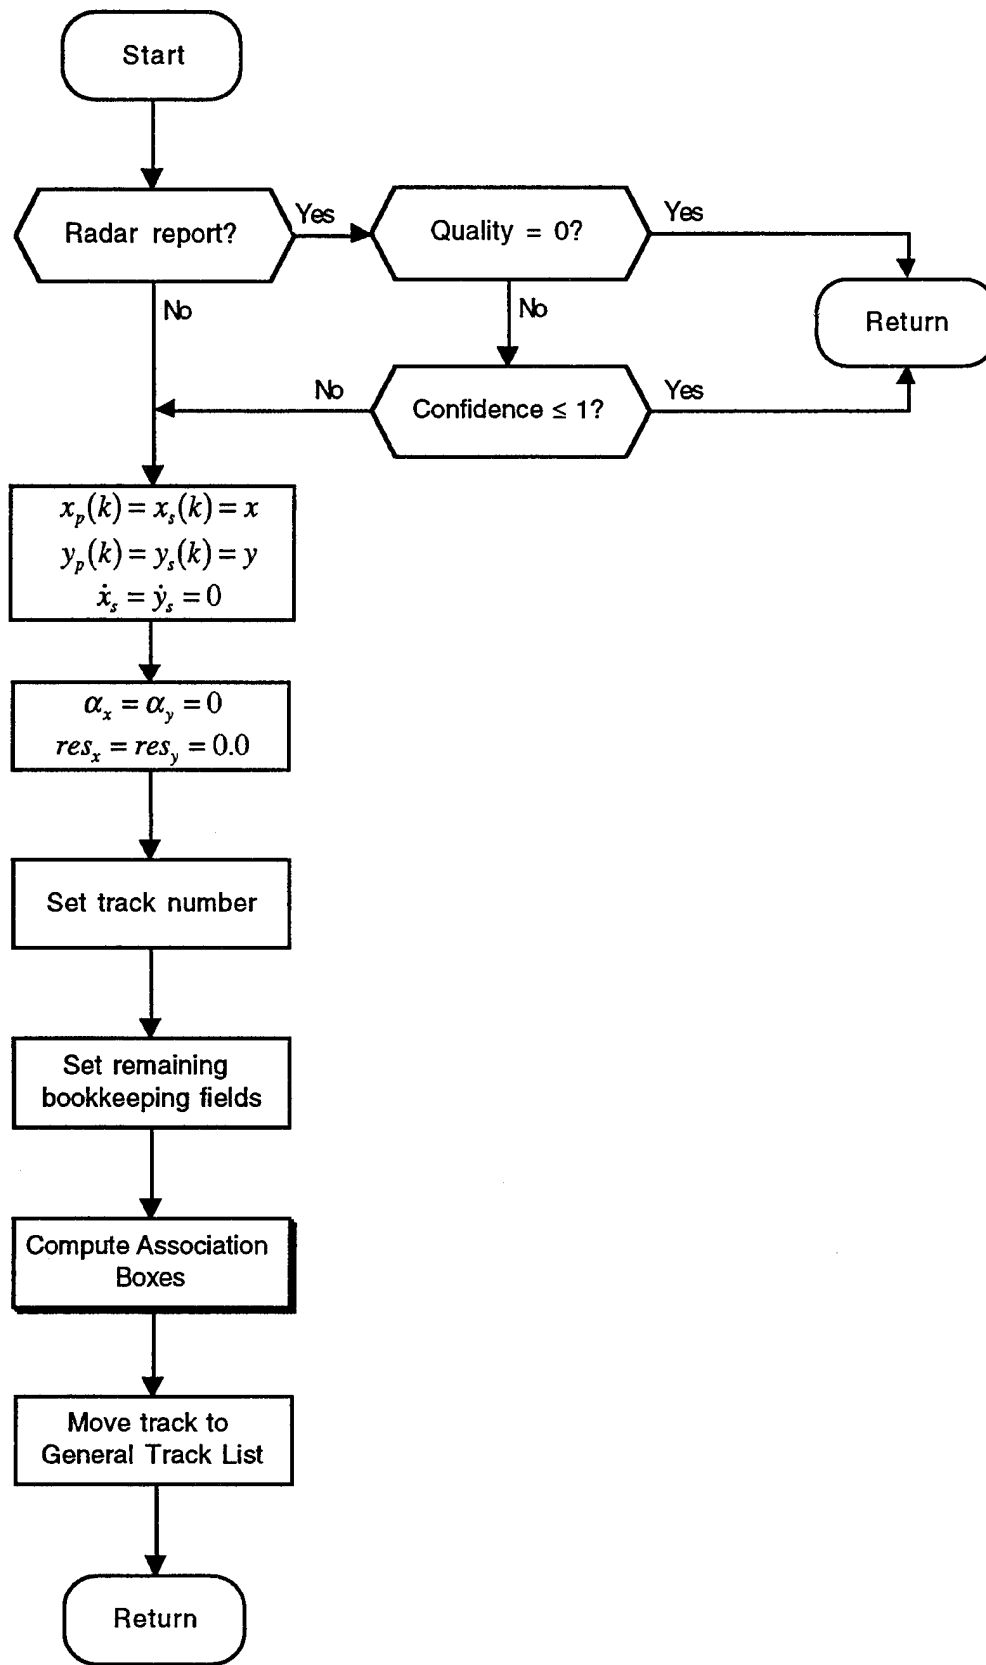 Start
Radar report?
Yes
Quality = 0?
Yes
Return
No
No
No
Confidence ≤ 1?
Yes
x_p(k) = x_s(k) = x
y_p(k) = y_s(k) = y
ẋ_s = ẏ_s = 0
α_x = α_y = 0
res_x = res_y = 0.0
Set track number
Set remaining
bookkeeping fields
Compute Association
Boxes
Move track to
General Track List
Return